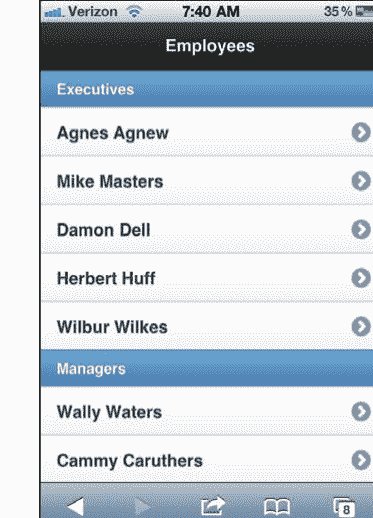 Verizon 7:40 AM 35%
Employees
Executives
Agnes Agnew
Mike Masters
Damon Dell
Herbert Huff
Wilbur Wilkes
Managers
Wally Waters
Cammy Caruthers
8